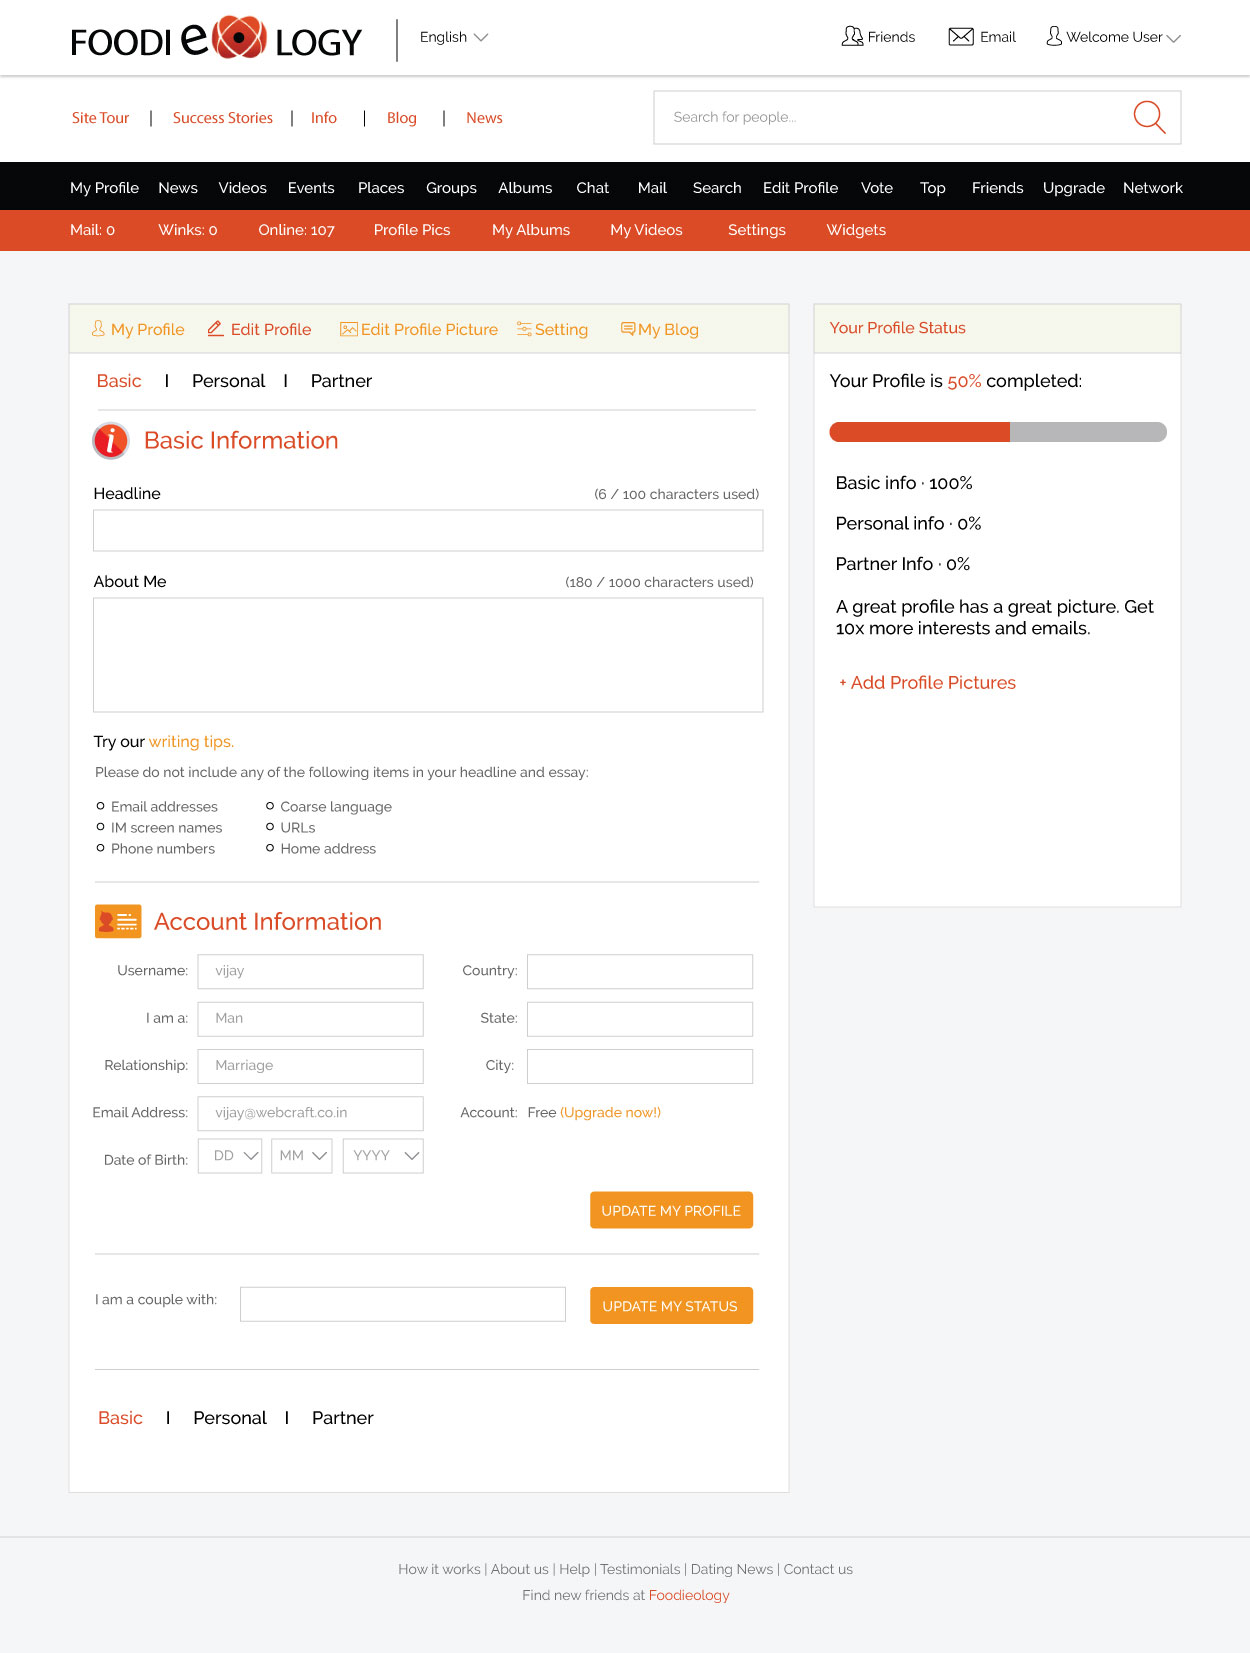 FOODI e LOGY
English
Friends Email Welcome User
Site Tour | Success Stories | Info | Blog | News
Search for people...
My Profile News Videos Events Places Groups Albums Chat Mail Search Edit Profile Vote Top Friends Upgrade Network
Mail: 0 Winks: 0 Online: 107 Profile Pics My Albums My Videos Settings Widgets
My Profile Edit Profile Edit Profile Picture Setting My Blog
Basic I Personal I Partner
i Basic Information
Headline (6 / 100 characters used)
About Me (180 / 1000 characters used)
Try our writing tips.
Please do not include any of the following items in your headline and essay:
Email addresses Coarse language
IM screen names URLs
Phone numbers Home address
Account Information
Username: vijay Country:
I am a: Man State:
Relationship: Marriage City:
Email Address: vijay@webcraft.co.in Account: Free (Upgrade now!)
Date of Birth: DD MM YYYY
UPDATE MY PROFILE
I am a couple with: UPDATE MY STATUS
Basic I Personal I Partner
Your Profile Status
Your Profile is 50% completed:
Basic info · 100%
Personal info · 0%
Partner Info · 0%
A great profile has a great picture. Get
10x more interests and emails.
+ Add Profile Pictures
How it works | About us | Help | Testimonials | Dating News | Contact us
Find new friends at Foodieology